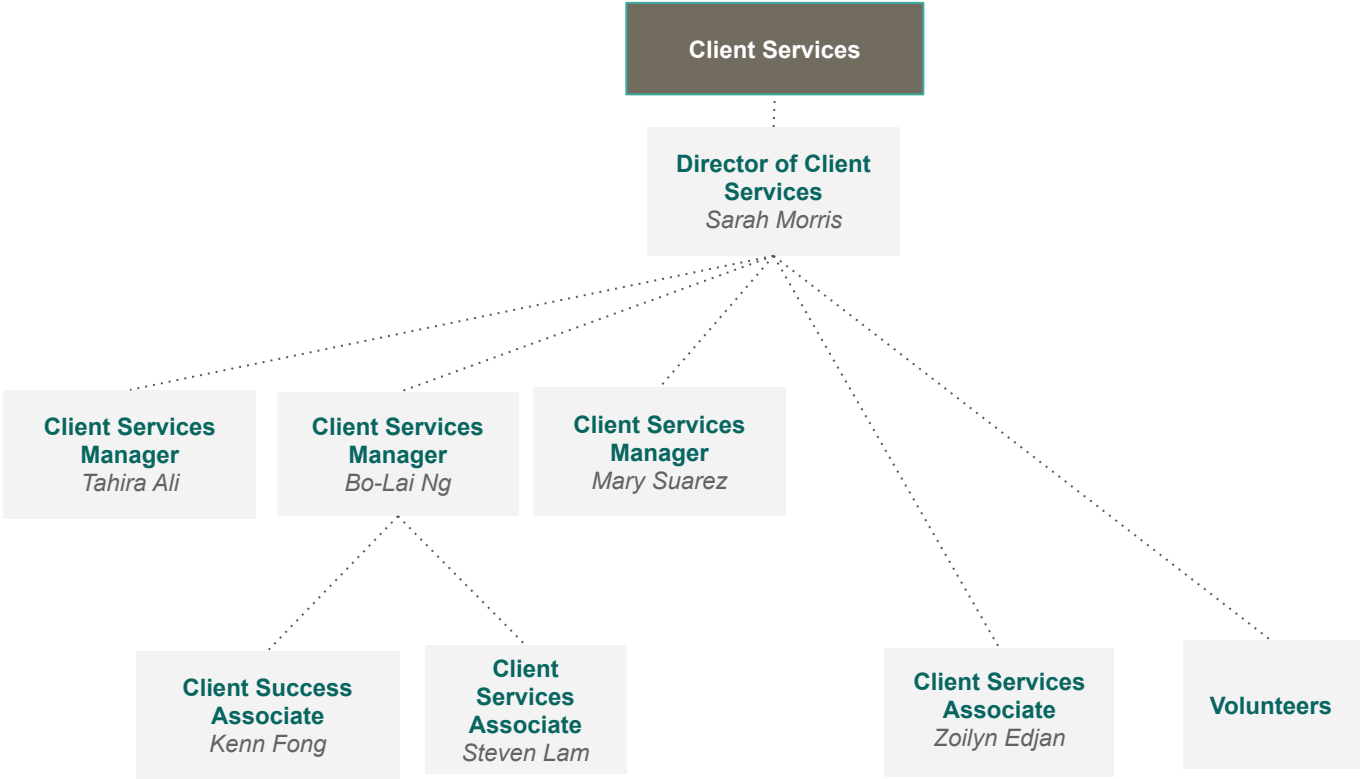 Client Services
Director of Client
Services
Sarah Morris
Client Services
Manager
Tahira Ali
Client Services
Manager
Bo-Lai Ng
Client Services
Manager
Mary Suarez
Client Success
Associate
Kenn Fong
Client
Services
Associate
Steven Lam
Client Services
Associate
Zoilyn Edjan
Volunteers